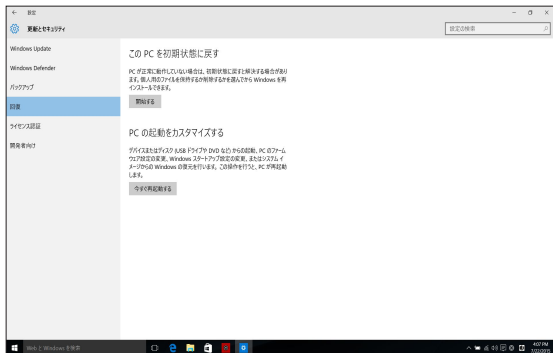 設定
更新とセキュリティ
設定の検索
Windows Update
Windows Defender
バックアップ
回復
ライセンス認証
開発者向け
この PC を初期状態に戻す
PC が正常に動作していない場合は、初期状態に戻すと解決する場合があり
ます。個人用のファイルを保持するか削除するかを選んでから Windows を再
インストールできます。
開始する
PC の起動をカスタマイズする
デバイスまたはディスク (USB ドライブや DVD など) からの起動、PC のファーム
ウェア設定の変更、Windows スタートアップ設定の変更、またはシステム イ
メージからの Windows の復元を行います。この操作を行うと、PC が再起動
します。
今すぐ再起動する
Web と Windows を検索
4:07 PM